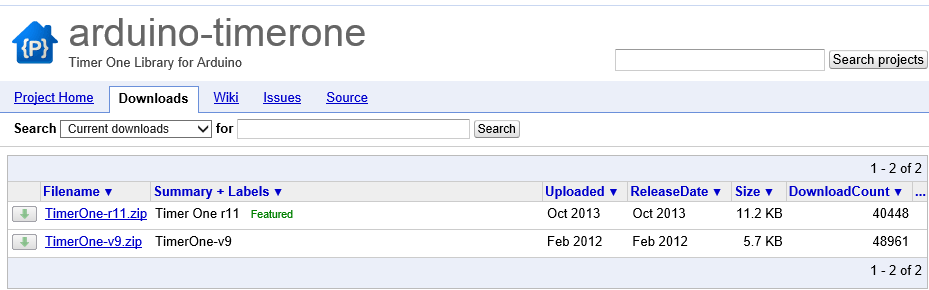 {P}
arduino-timerone
Timer One Library for Arduino
Search projects
Project Home Downloads Wiki Issues Source
Search Current downloads for Search
1 - 2 of 2
Filename ▼ Summary + Labels ▼ Uploaded ▼ ReleaseDate ▼ Size ▼ DownloadCount ▼ ...
TimerOne-r11.zip Timer One r11 Featured Oct 2013 Oct 2013 11.2 KB 40448
TimerOne-v9.zip TimerOne-v9 Feb 2012 Feb 2012 5.7 KB 48961
1 - 2 of 2